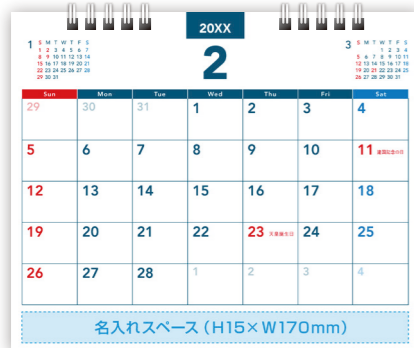 20XX
2
1
S M T W T F S
1 2 3 4 5 6 7
8 9 10 11 12 13 14
15 16 17 18 19 20 21
22 23 24 25 26 27 28
29 30 31
3
S M T W T F S
1 2 3 4
5 6 7 8 9 10 11
12 13 14 15 16 17 18
19 20 21 22 23 24 25
26 27 28 29 30 31
Sun Mon Tue Wed Thu Fri Sat
29 30 31 1 2 3 4
5 6 7 8 9 10 11 建国記念の日
12 13 14 15 16 17 18
19 20 21 22 23 天皇誕生日 24 25
26 27 28 1 2 3 4
名入れスペース（H15×W170mm）